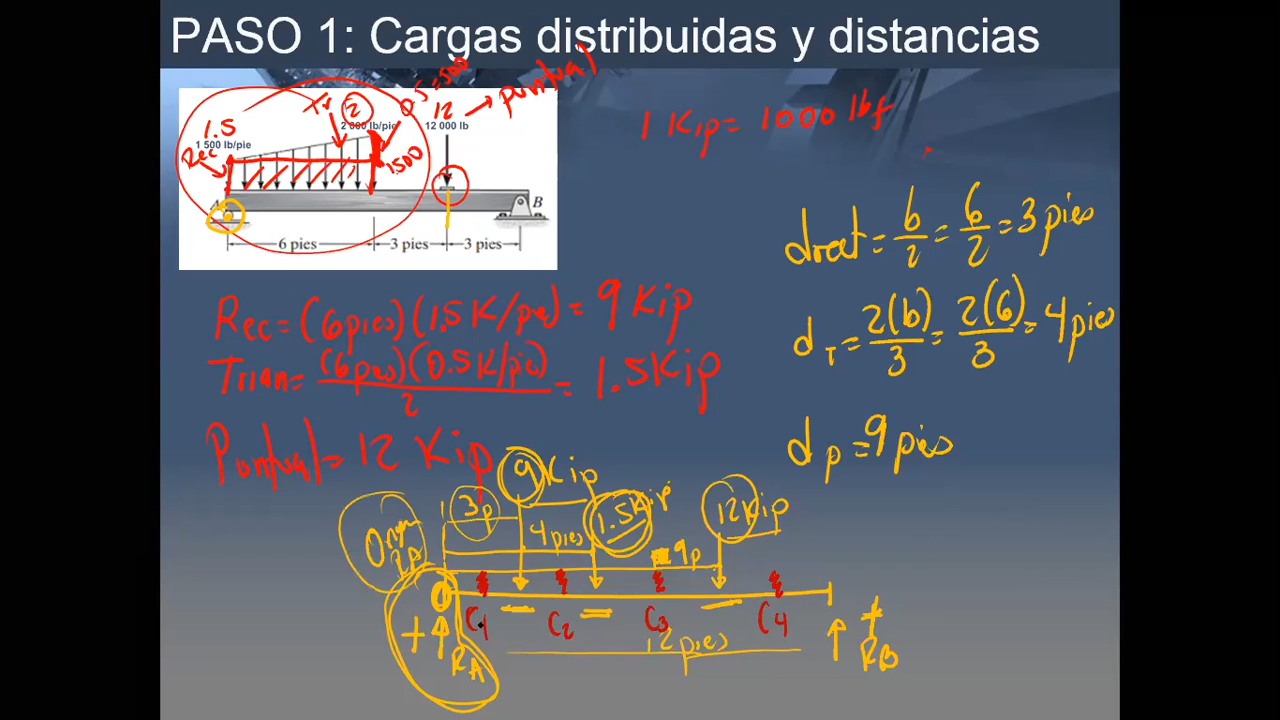 PASO 1: Cargas distribuidas y distancias
0.5=500
12 → puntual
1.5
2
2 000 lb/pie
12 000 lb
1 500 lb/pie
Rec
1500
A
B
6 pies
3 pies
3 pies
1 Kip = 1000 lbf
drect = b/2 = 6/2 = 3 pies
dT = 2(b)/3 = 2(6)/3 = 4 pies
dp = 9 pies
Rec = (6 pies)(1.5 K/pie) = 9 Kip
Trian = (6 pies)(0.5 K/pie)/2 = 1.5 Kip
Puntual = 12 Kip
9 Kip
3p
1.5 Kip
12 Kip
4 pies
9p
C1
C2
C3
C4
12 pies
+
RA
+
RB